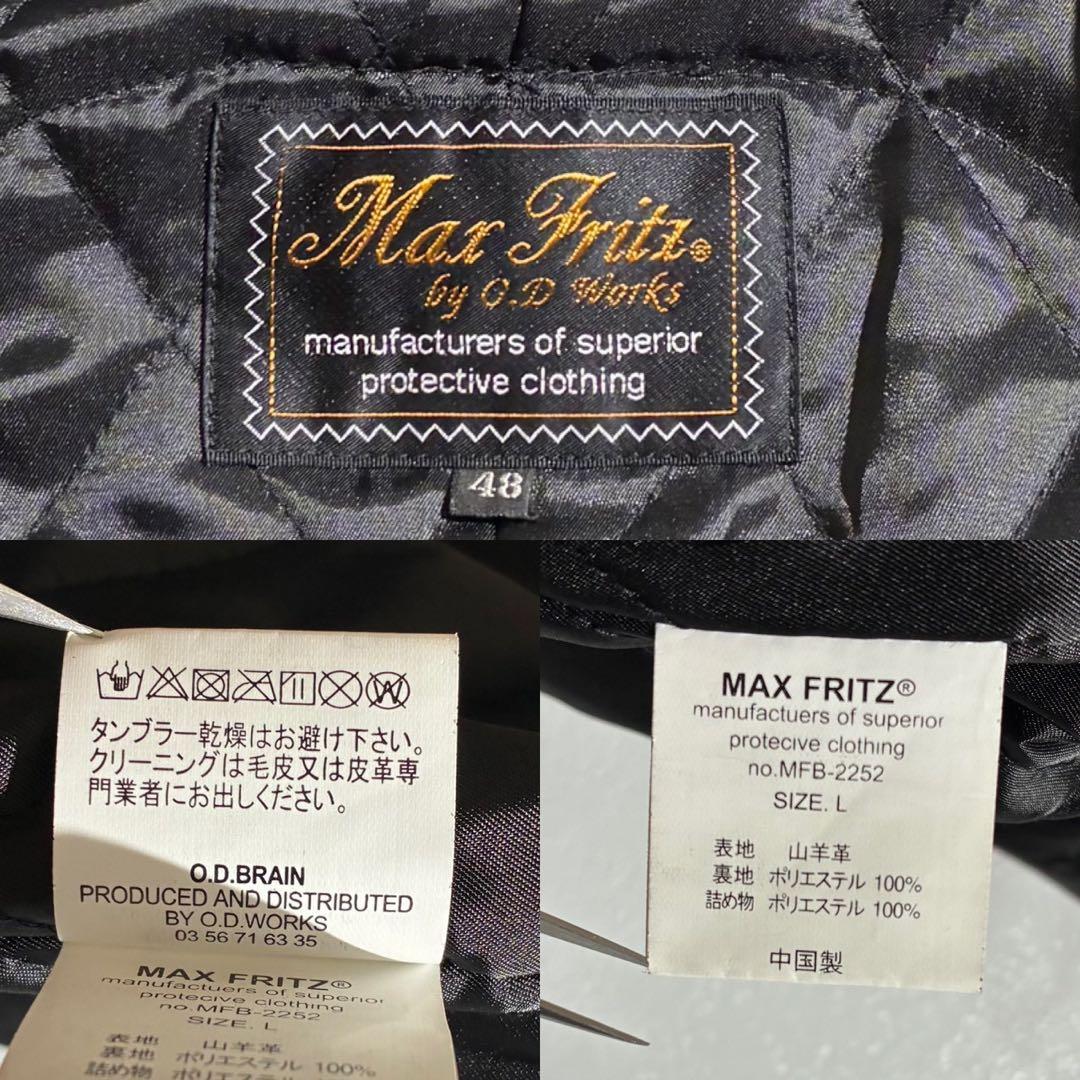 Max Fritz®
by O.D Works
manufacturers of superior
protective clothing
48
タンブラー乾燥はお避け下さい。
クリーニングは毛皮又は皮革専
門業者にお出しください。
O.D.BRAIN
PRODUCED AND DISTRIBUTED
BY O.D.WORKS
03 56 71 63 35
MAX FRITZ®
manufactuers of superior
protecive clothing
no.MFB-2252
SIZE. L
表地 山羊革
裏地 ポリエステル 100%
詰め物 ポリエステル
MAX FRITZ®
manufactuers of superior
protecive clothing
no.MFB-2252
SIZE. L
表地 山羊革
裏地 ポリエステル 100%
詰め物 ポリエステル 100%
中国製